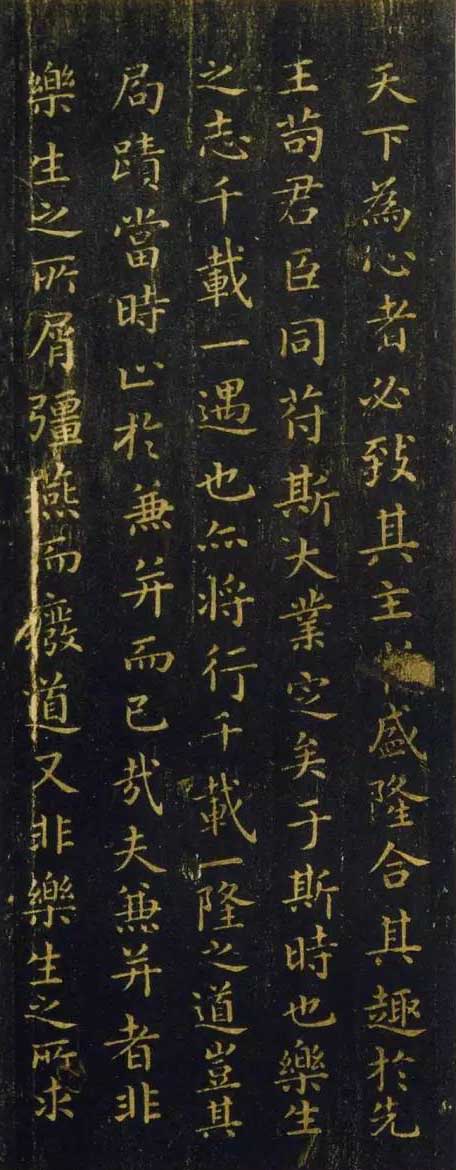 天下為心者必致其主盛隆合其趣於先
王苟君臣同苻斯大業定矣于斯時也樂生
之志千載一遇也亦將行千載一隆之道豈其
局蹟當時止於兼并而已哉夫兼并者非
樂生之所屑彊燕而廢道又非樂生之所求